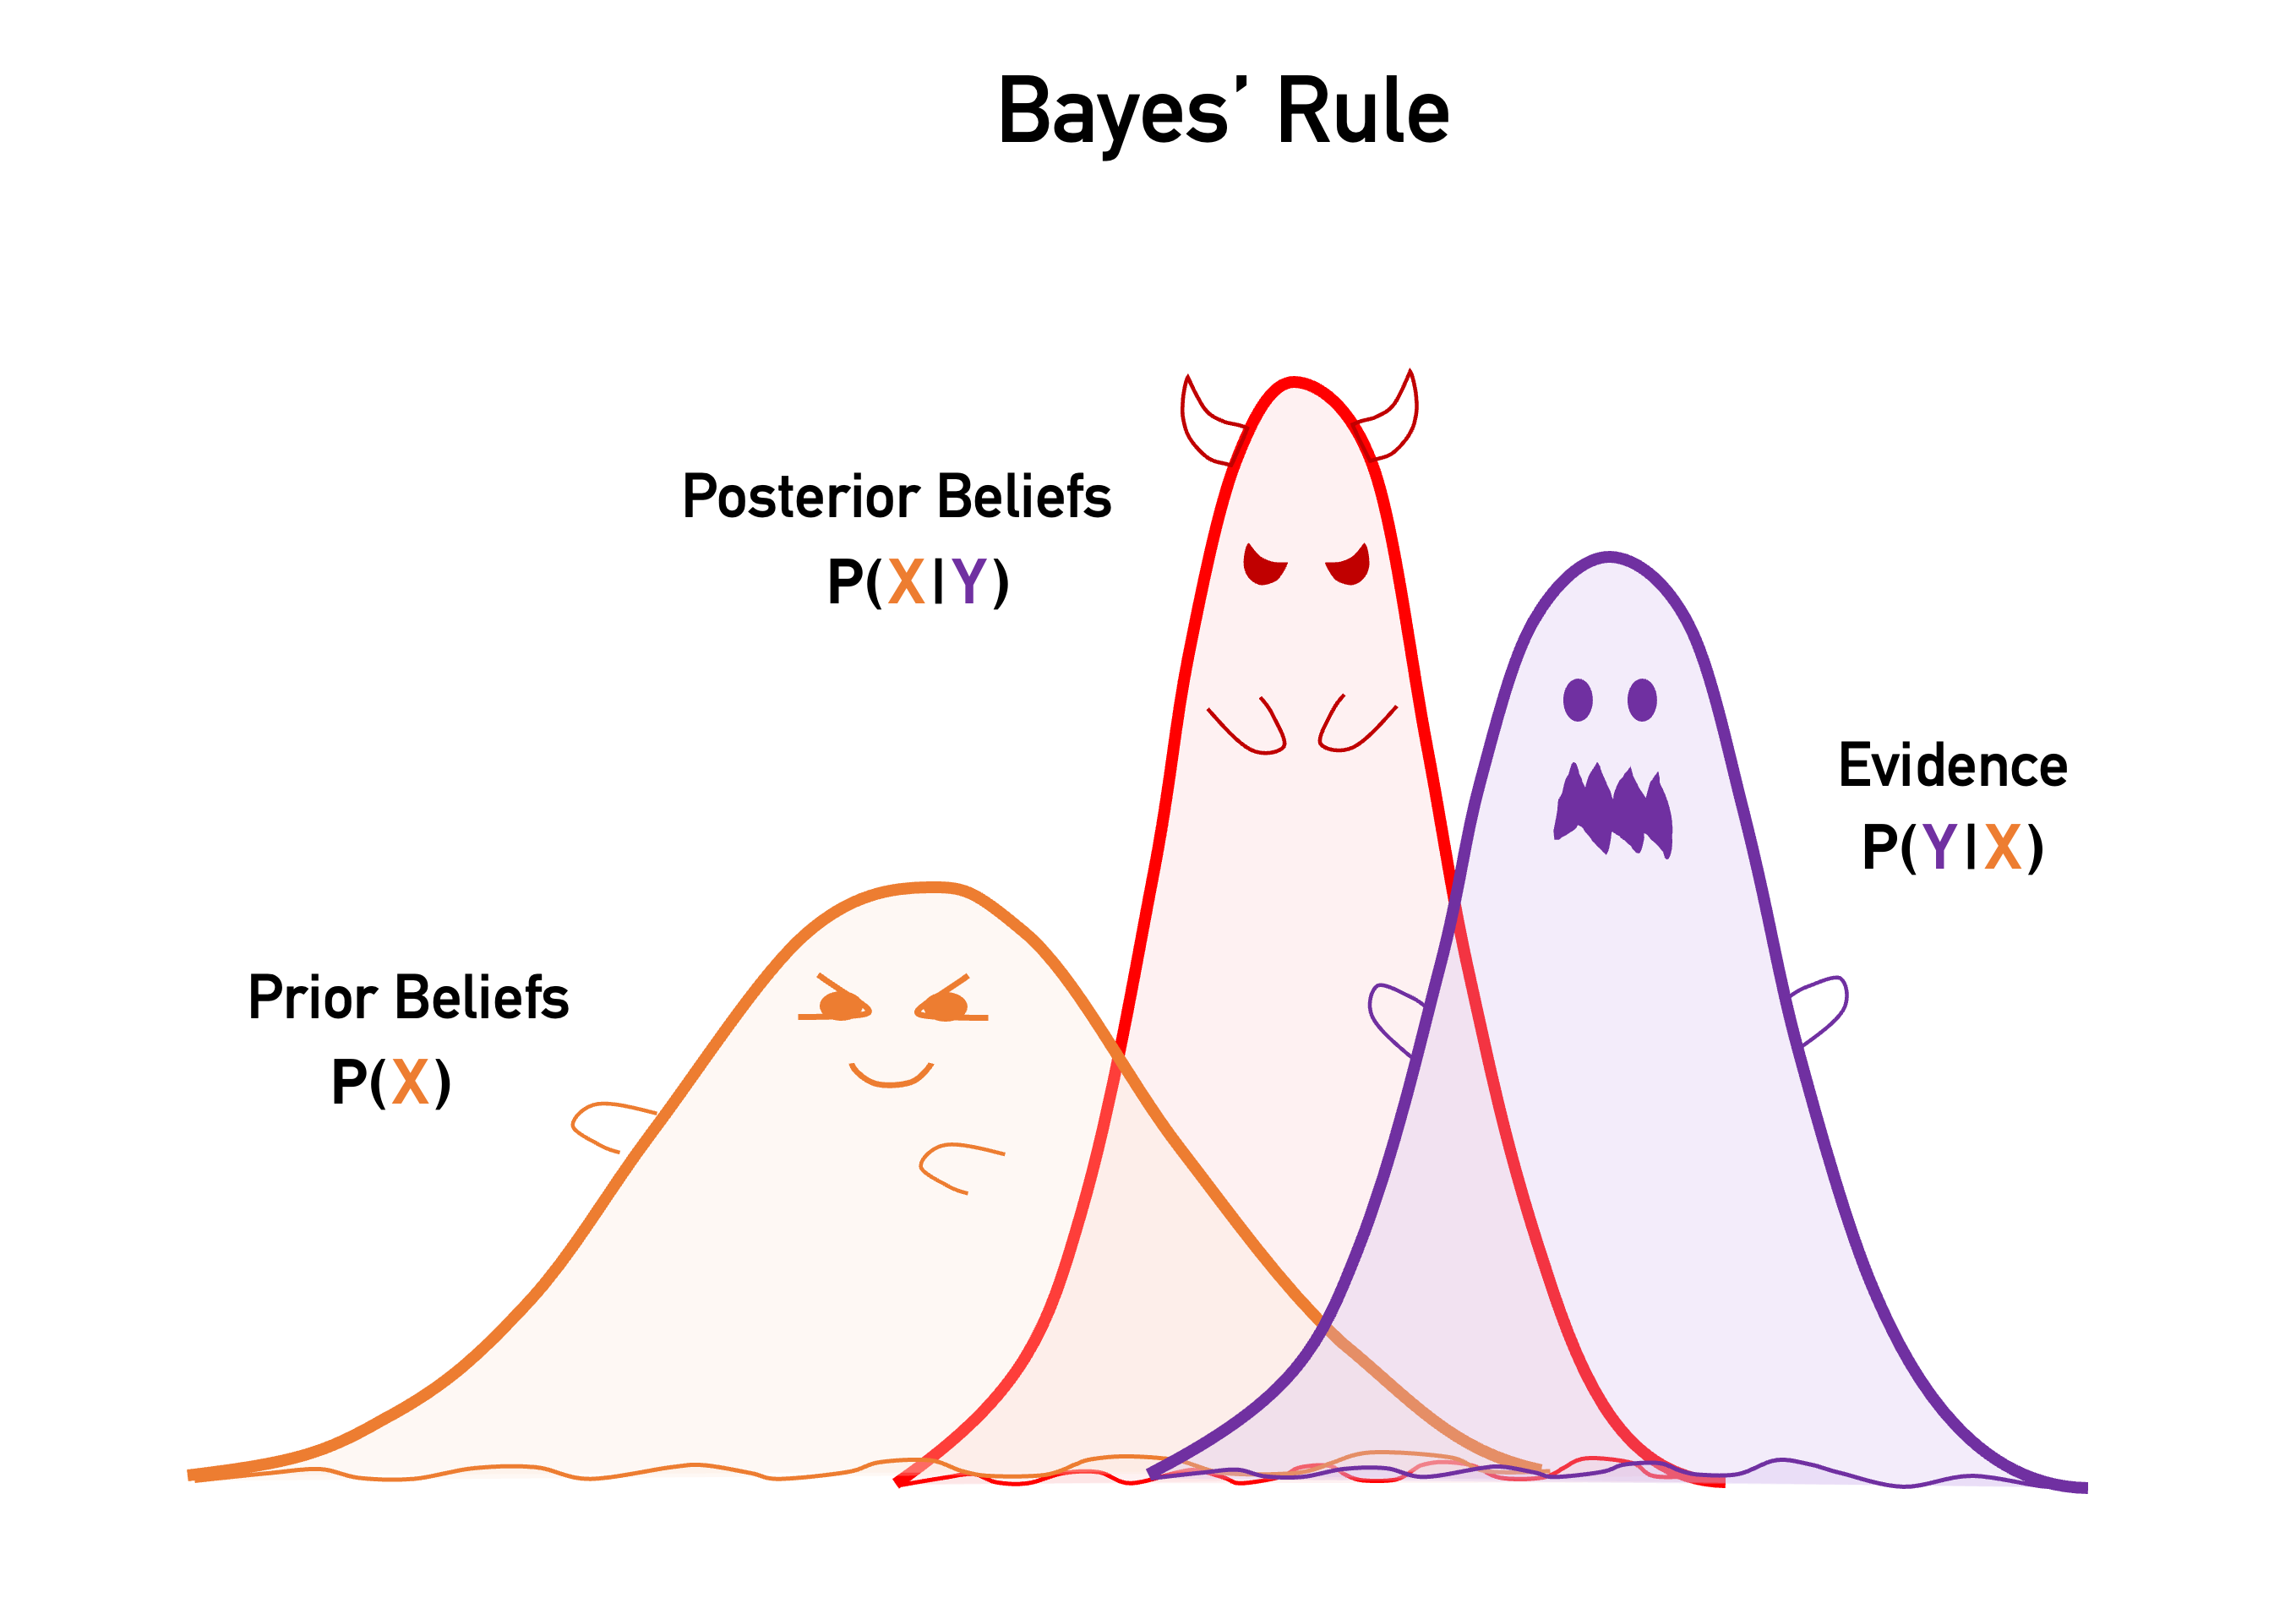 Bayes’ Rule
Posterior Beliefs
P(X|Y)
Evidence
P(Y|X)
Prior Beliefs
P(X)